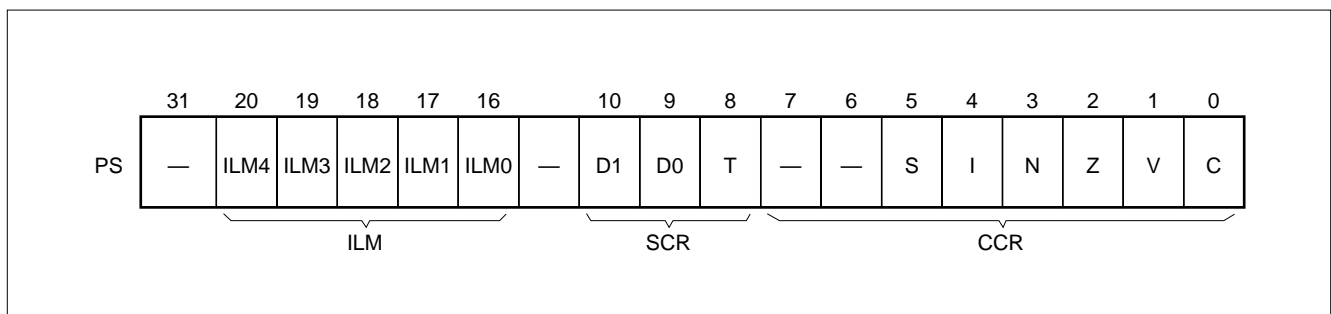 31 20 19 18 17 16 10 9 8 7 6 5 4 3 2 1 0
PS — ILM4 ILM3 ILM2 ILM1 ILM0 — D1 D0 T — — S I N Z V C
ILM SCR CCR